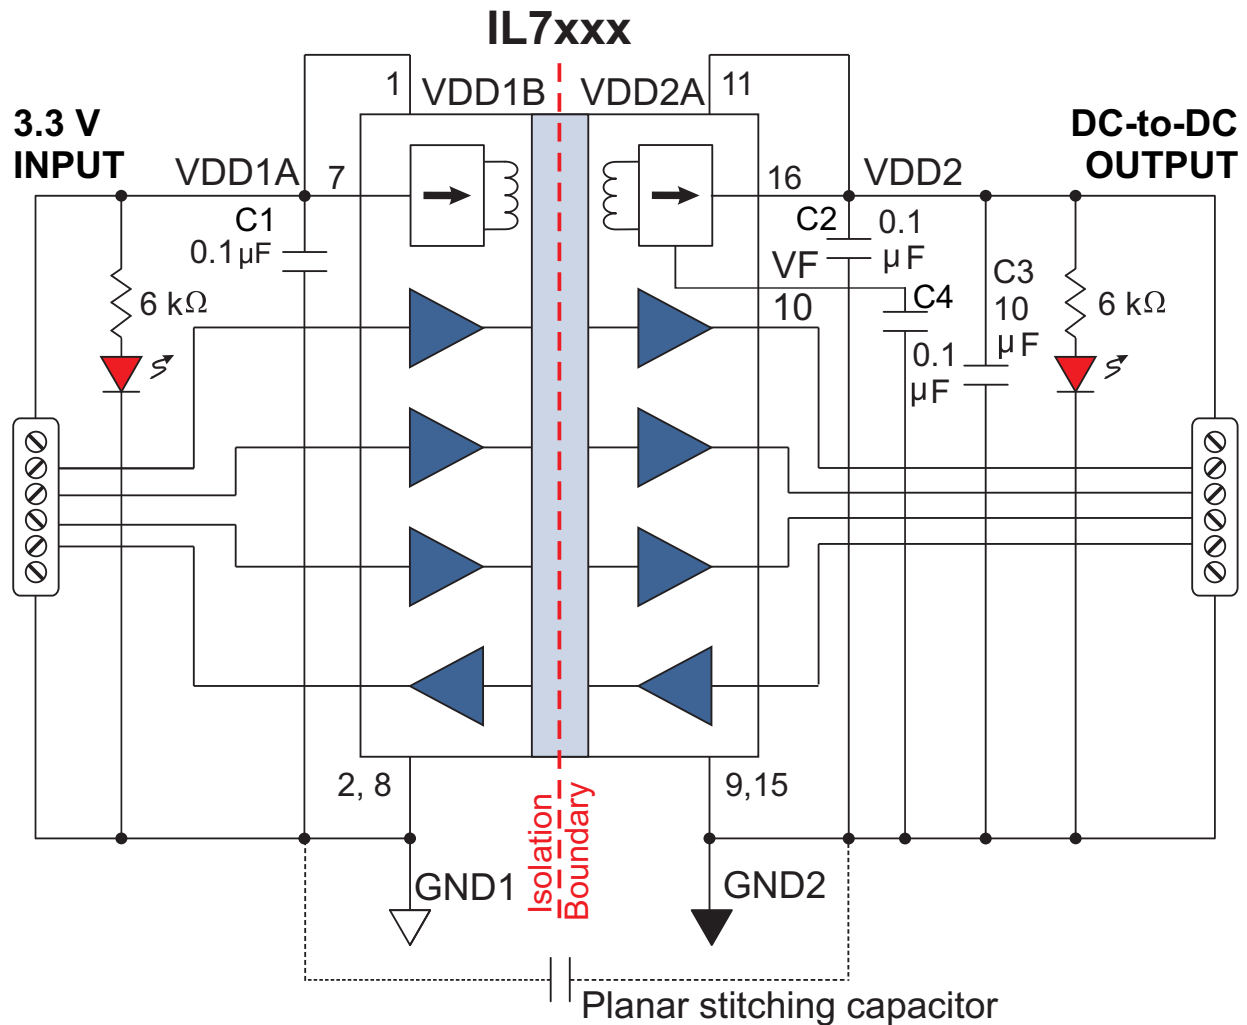 IL7xxx
1
VDD1B
VDD2A
11
3.3 V
INPUT
DC-to-DC
OUTPUT
VDD1A
7
16
VDD2
C1
0.1 µF
C2
0.1
µF
VF
10
C4
0.1
µF
C3
10
µF
6 kΩ
6 kΩ
2, 8
9,15
Isolation
Boundary
GND1
GND2
Planar stitching capacitor